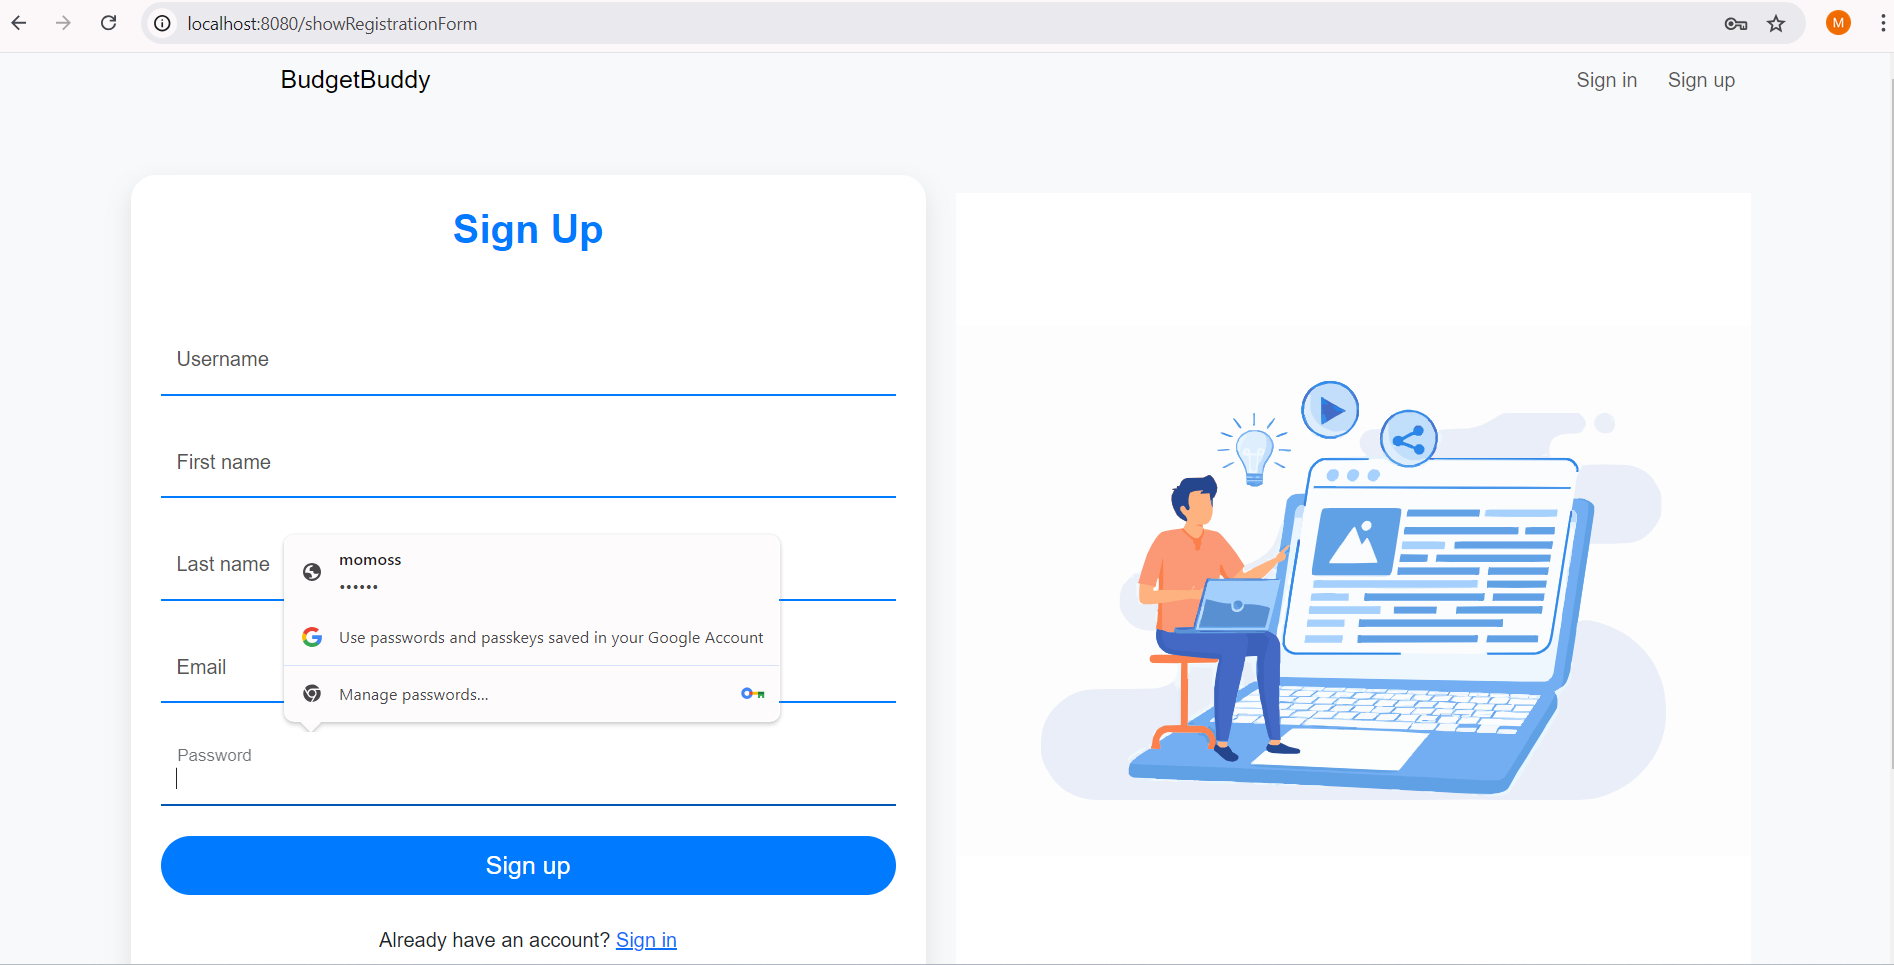 localhost:8080/showRegistrationForm
M
BudgetBuddy
Sign in
Sign up
Sign Up
Username
First name
Last name
momoss
••••••
Use passwords and passkeys saved in your Google Account
Email
Manage passwords...
Password
Sign up
Already have an account? Sign in